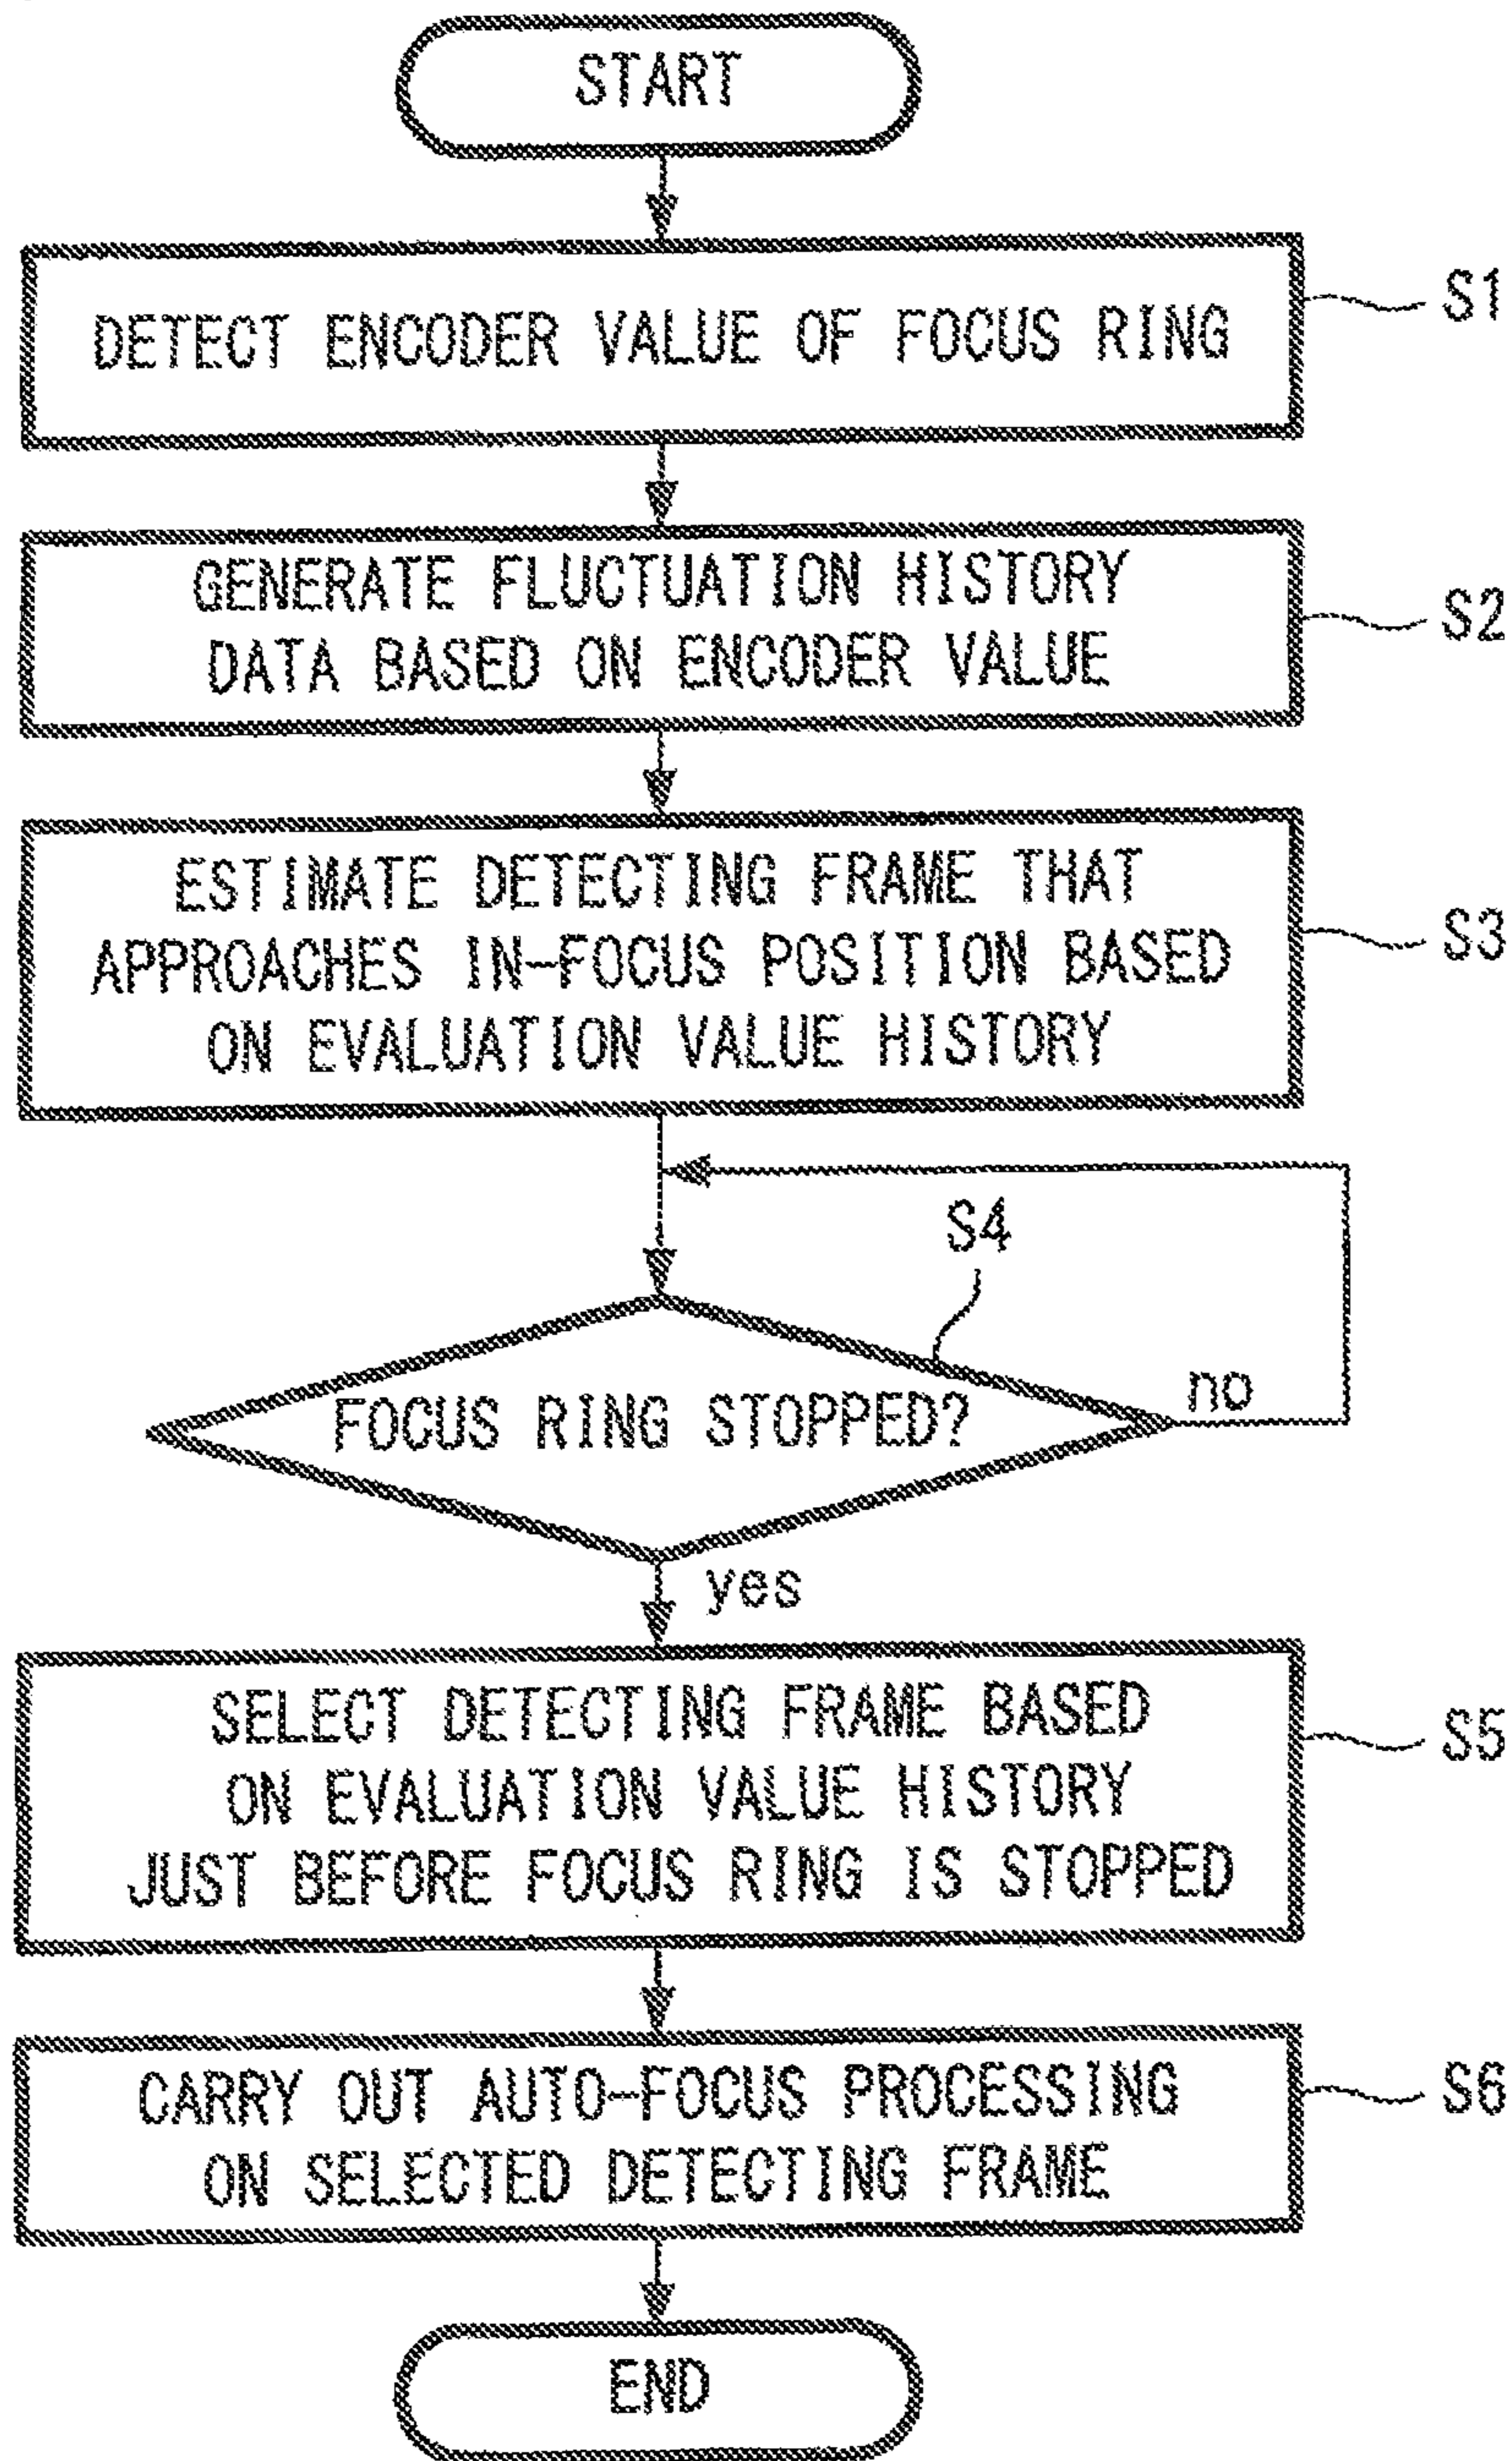 START
DETECT ENCODER VALUE OF FOCUS RING
S1
GENERATE FLUCTUATION HISTORY
DATA BASED ON ENCODER VALUE
S2
ESTIMATE DETECTING FRAME THAT
APPROACHES IN-FOCUS POSITION BASED
ON EVALUATION VALUE HISTORY
S3
S4
FOCUS RING STOPPED?
no
yes
SELECT DETECTING FRAME BASED
ON EVALUATION VALUE HISTORY
JUST BEFORE FOCUS RING IS STOPPED
S5
CARRY OUT AUTO-FOCUS PROCESSING
ON SELECTED DETECTING FRAME
S6
END